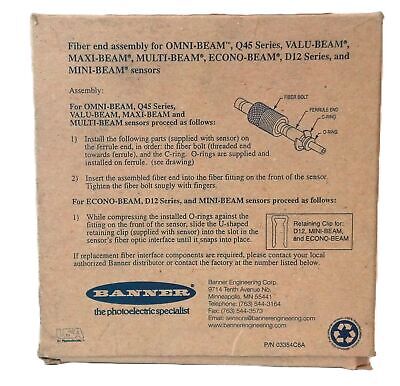 Fiber end assembly for OMNI-BEAM™, Q45 Series, VALU-BEAM®,
MAXI-BEAM®, MULTI-BEAM®, ECONO-BEAM®, D12 Series, and
MINI-BEAM® sensors
Assembly:
For OMNI-BEAM, Q45 Series,
VALU-BEAM, MAXI-BEAM and
MULTI-BEAM sensors proceed as follows:
FIBER BOLT
FERRULE END
C-RING
O-RING
1) Install the following parts (supplied with sensor) on
the ferrule end, in order: the fiber bolt (threaded end
towards ferrule), and the C-ring. O-rings are supplied
installed on ferrule. (see drawing)
2) Insert the assembled fiber end into the fiber fitting on the front of the sensor.
Tighten the fiber bolt snugly with fingers.
For ECONO-BEAM, D12 Series, and MINI-BEAM sensors proceed as follows:
1) While compressing the installed O-rings against the
fitting on the front of the sensor, slide the U-shaped
retaining clip (supplied with sensor) into the slot in the
sensor's fiber optic interface until it snaps into place.
Retaining Clip for:
D12, MINI-BEAM,
and ECONO-BEAM
If replacement fiber interface components are required, please contact your local
authorized Banner distributor or contact the factory at the number listed below.
BANNER
the photoelectric specialist
Banner Engineering Corp.
9714 Tenth Avenue No.
Minneapolis, MN 55441
Telephone: (763) 544-3164
Fax: (763) 544-3573
Email: sensors@bannerengineering.com
www.bannerengineering.com
P/N 03354C6A